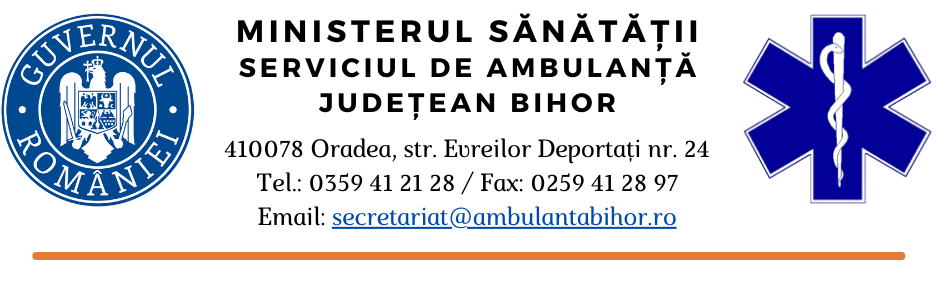 GUVERNUL ROMÂNIEI
MINISTERUL SĂNĂTĂȚII
SERVICIUL DE AMBULANȚĂ
JUDEȚEAN BIHOR
410078 Oradea, str. Evreilor Deportați nr. 24
Tel.: 0359 41 21 28 / Fax: 0259 41 28 97
Email: secretariat@ambulantabihor.ro